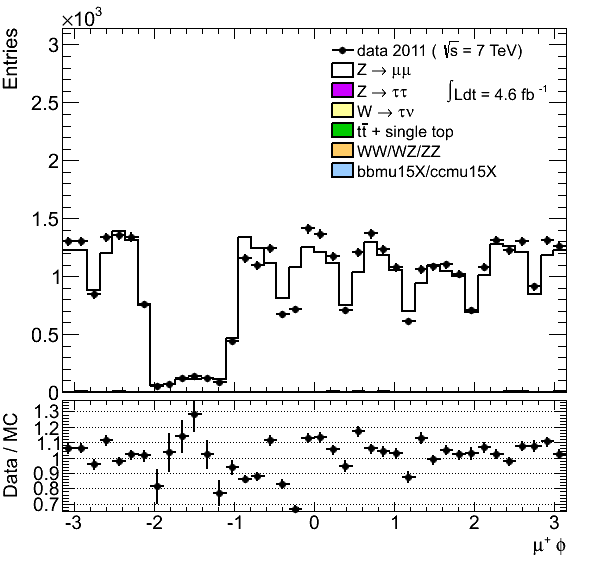 ×10³
Entries
3
2.5
2
1.5
1
0.5
0
data 2011 ( √s = 7 TeV)
Z → μμ
Z → ττ
∫Ldt = 4.6 fb⁻¹
W → τν
tt̅ + single top
WW/WZ/ZZ
bbmu15X/ccmu15X
Data / MC
1.3
1.2
1.1
1
0.9
0.8
0.7
-3 -2 -1 0 1 2 3
μ⁺ ϕ